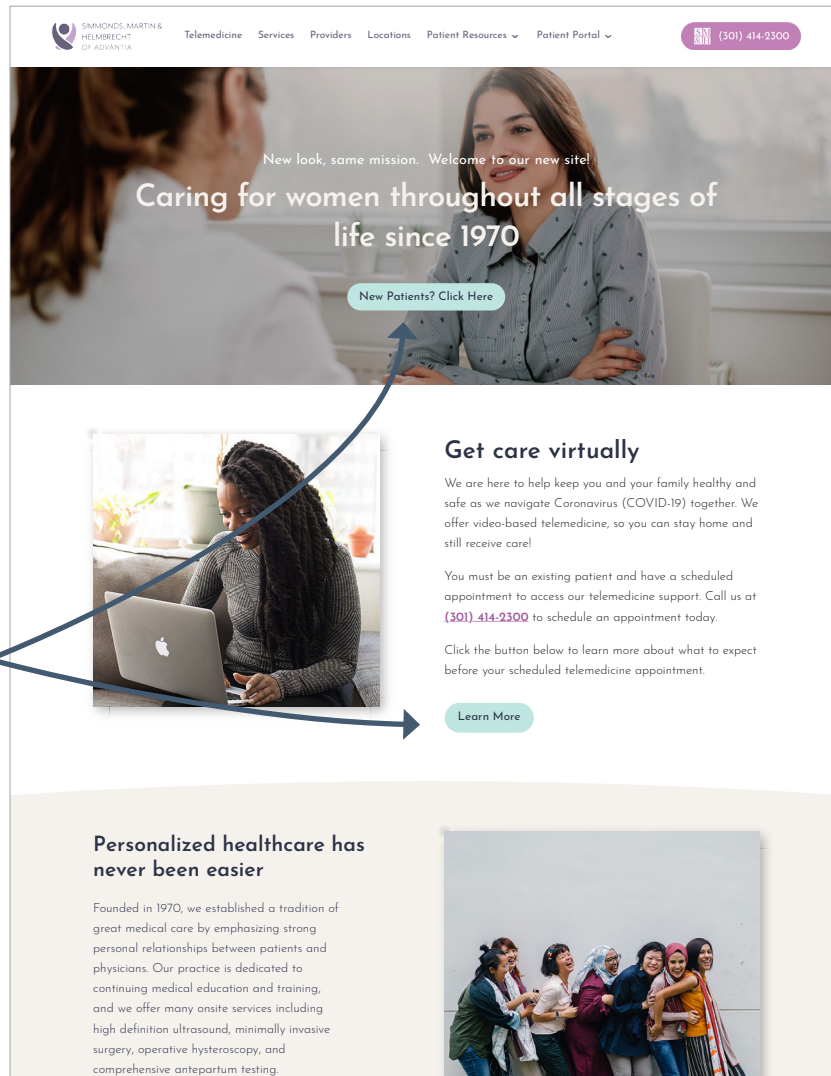 SIMMONDS, MARTIN &
HELMBRECHT
OF ADVANTIA
Telemedicine Services Providers Locations Patient Resources Patient Portal
(301) 414-2300
New look, same mission. Welcome to our new site!
Caring for women throughout all stages of
life since 1970
New Patients? Click Here
Get care virtually
We are here to help keep you and your family healthy and
safe as we navigate Coronavirus (COVID-19) together. We
offer video-based telemedicine, so you can stay home and
still receive care!
You must be an existing patient and have a scheduled
appointment to access our telemedicine support. Call us at
(301) 414-2300 to schedule an appointment today.
Click the button below to learn more about what to expect
before your scheduled telemedicine appointment.
Learn More
Personalized healthcare has
never been easier
Founded in 1970, we established a tradition of
great medical care by emphasizing strong
personal relationships between patients and
physicians. Our practice is dedicated to
continuing medical education and training,
and we offer many onsite services including
high definition ultrasound, minimally invasive
surgery, operative hysteroscopy, and
comprehensive antepartum testing.